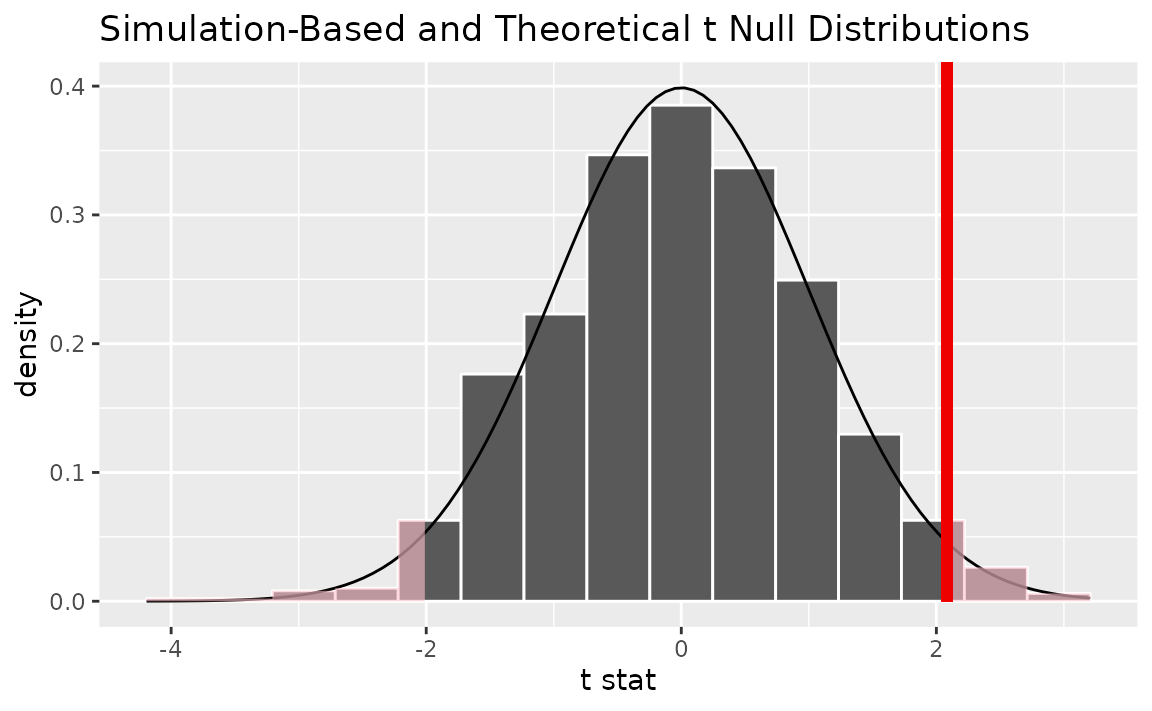 Simulation-Based and Theoretical t Null Distributions
0.4
0.3
0.2
0.1
0.0
density
-4 -2 0 2
t stat